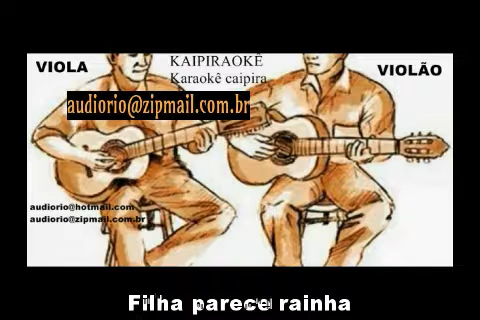 KAIPIRAOKÊ
VIOLA
Karaokê caipira
VIOLÃO
audiorio@zipmail.com.br
audiorio@hotmail.com
audiorio@zipmail.com.br
Filha parece rainha